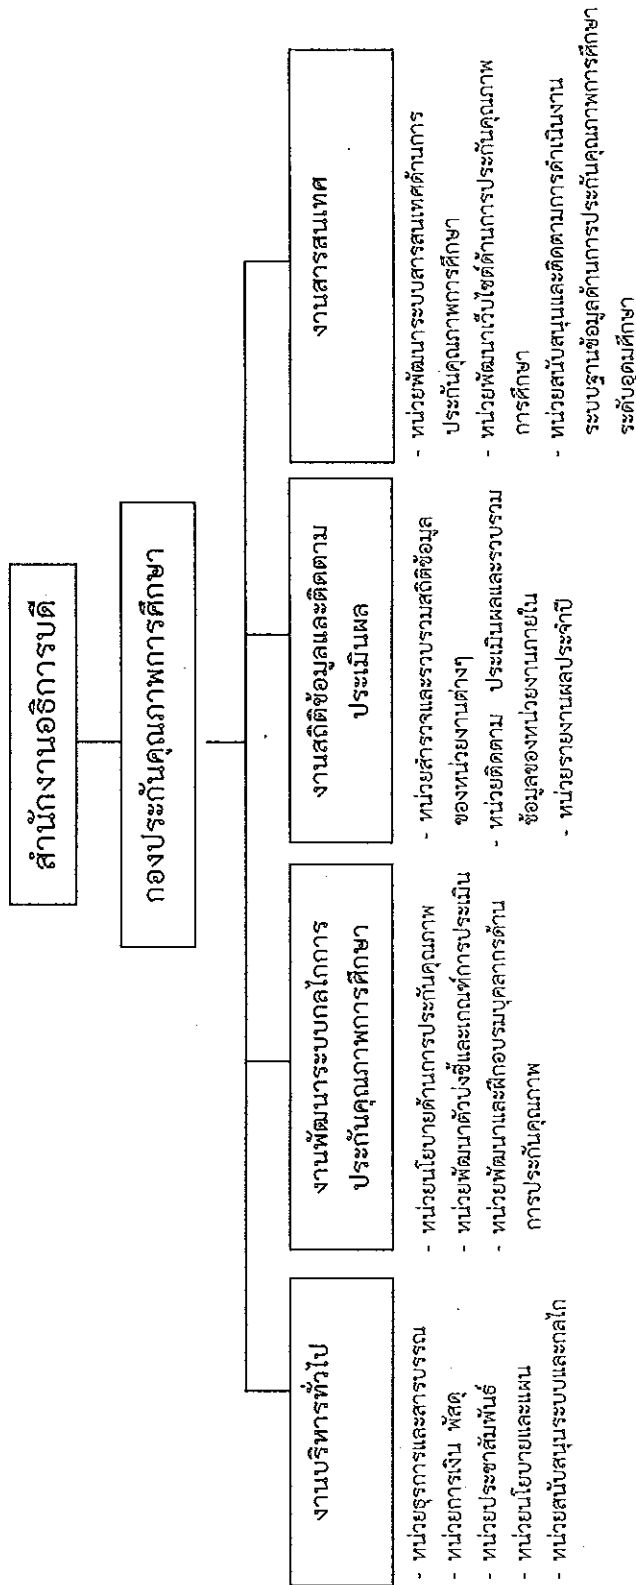 สำนักงานอธิการบดี
กองประกันคุณภาพการศึกษา
งานบริหารทั่วไป
- หน่วยธุรการและสารบรรณ
- หน่วยการเงิน พัสดุ
- หน่วยประชาสัมพันธ์
- หน่วยนโยบายและแผน
- หน่วยสนับสนุนระบบและกลไก
งานพัฒนาระบบกลไกการ
ประกันคุณภาพการศึกษา
- หน่วยนโยบายด้านการประกันคุณภาพ
- หน่วยพัฒนาตัวบ่งชี้และเกณฑ์การประเมิน
- หน่วยพัฒนาและฝึกอบรมบุคลากรด้าน
การประกันคุณภาพ
งานสถิติข้อมูลและติดตาม
ประเมินผล
- หน่วยสำรวจและรวบรวมสถิติข้อมูล
ของหน่วยงานต่างๆ
- หน่วยติดตาม ประเมินผลและรวบรวม
ข้อมูลของหน่วยงานภายใน
- หน่วยรายงานผลประจำปี
งานสารสนเทศ
- หน่วยพัฒนาระบบสารสนเทศด้านการ
ประกันคุณภาพการศึกษา
- หน่วยพัฒนาเว็บไซต์ด้านการประกันคุณภาพ
การศึกษา
- หน่วยสนับสนุนและติดตามการดำเนินงาน
ระบบฐานข้อมูลด้านการประกันคุณภาพการศึกษา
ระดับอุดมศึกษา